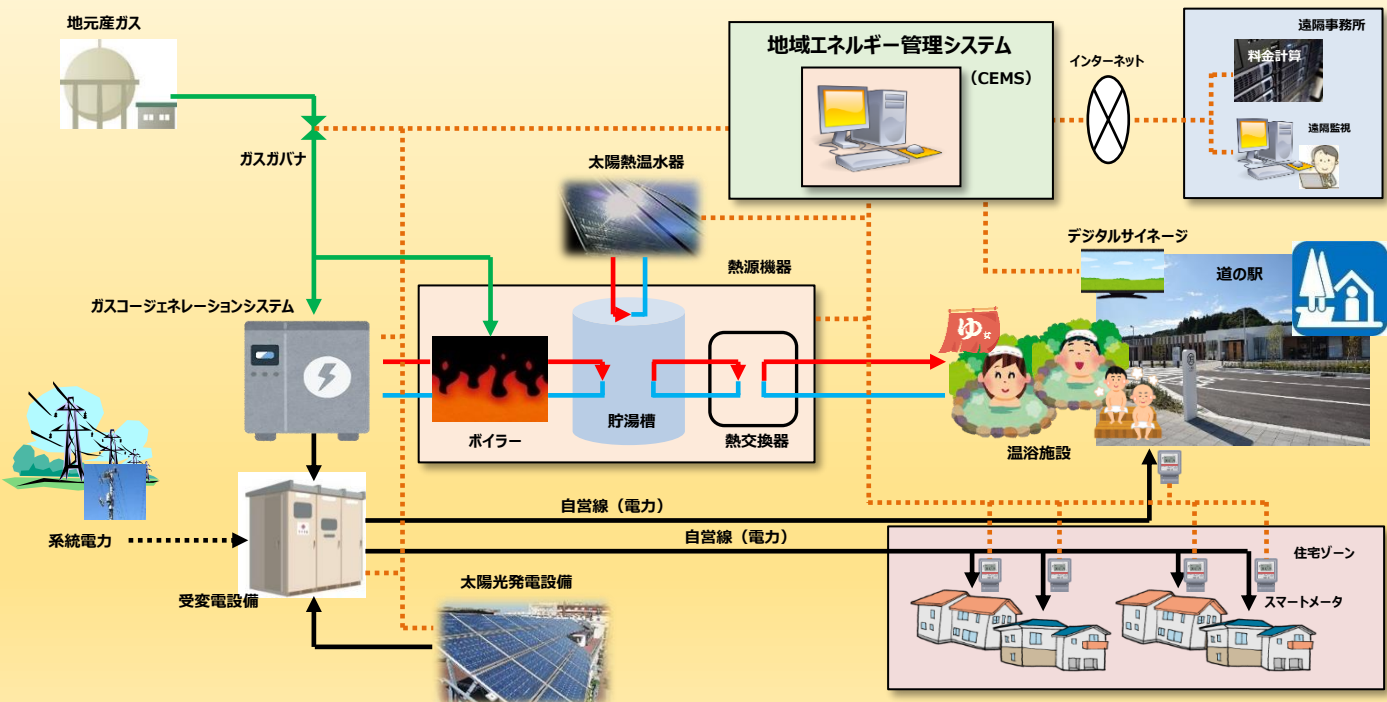 地元産ガス
地域エネルギー管理システム
（CEMS）
遠隔事務所
料金計算
インターネット
遠隔監視
ガスガバナ
太陽熱温水器
デジタルサイネージ
道の駅
熱源機器
ガスコージェネレーションシステム
ゆ
貯湯槽
ボイラー
熱交換器
温浴施設
自営線（電力）
系統電力
自営線（電力）
住宅ゾーン
太陽光発電設備
受変電設備
スマートメータ